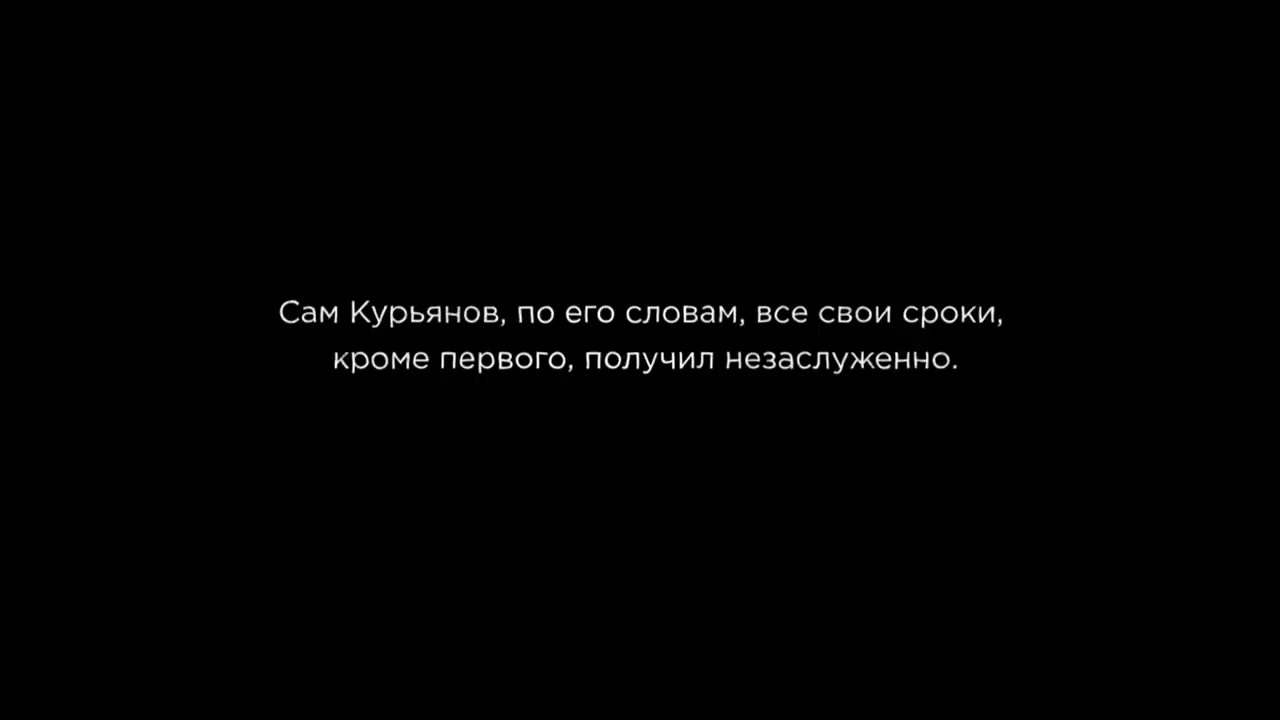 Сам Курьянов, по его словам, все свои сроки,
кроме первого, получил незаслуженно.